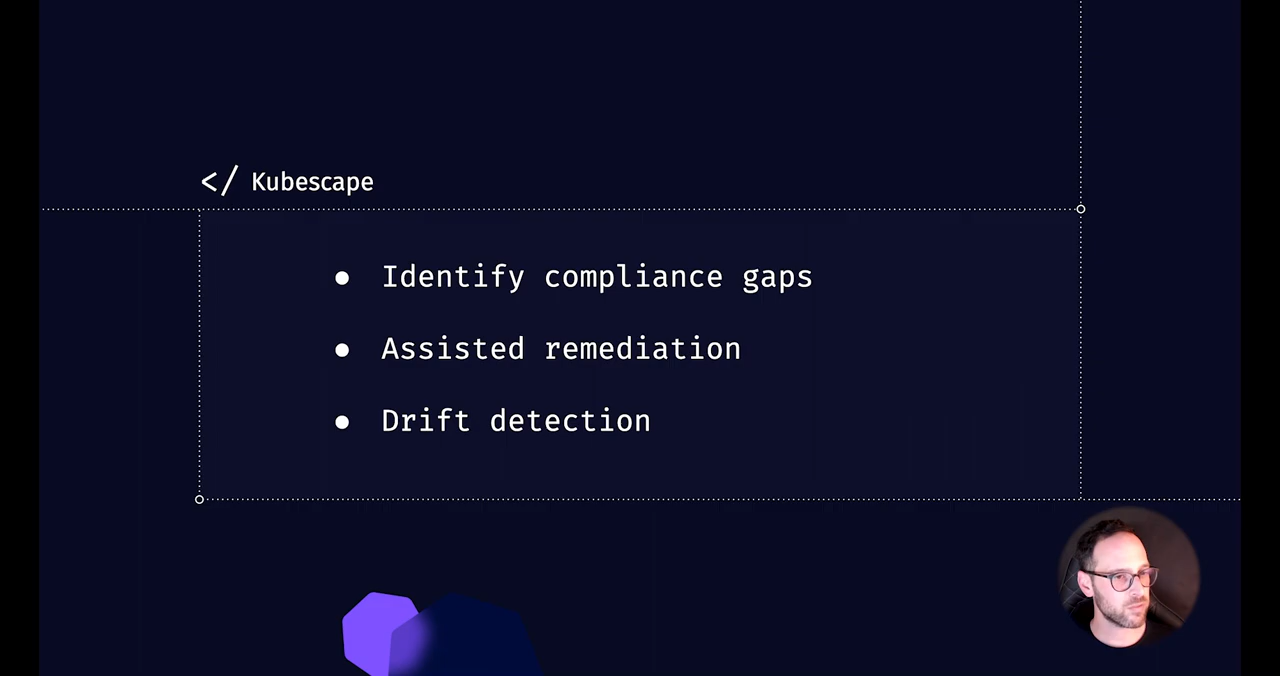 </ Kubescape
● Identify compliance gaps
● Assisted remediation
● Drift detection